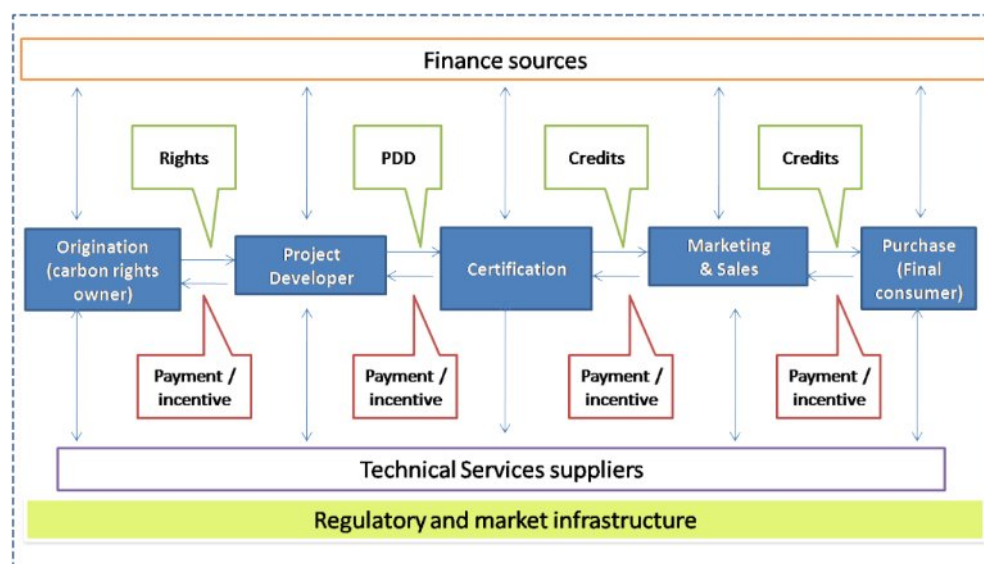 Finance sources
Rights
PDD
Credits
Credits
Origination
(carbon rights
owner)
Project
Developer
Certification
Marketing
& Sales
Purchase
(Final
consumer)
Payment /
incentive
Payment /
incentive
Payment /
incentive
Payment /
incentive
Technical Services suppliers
Regulatory and market infrastructure